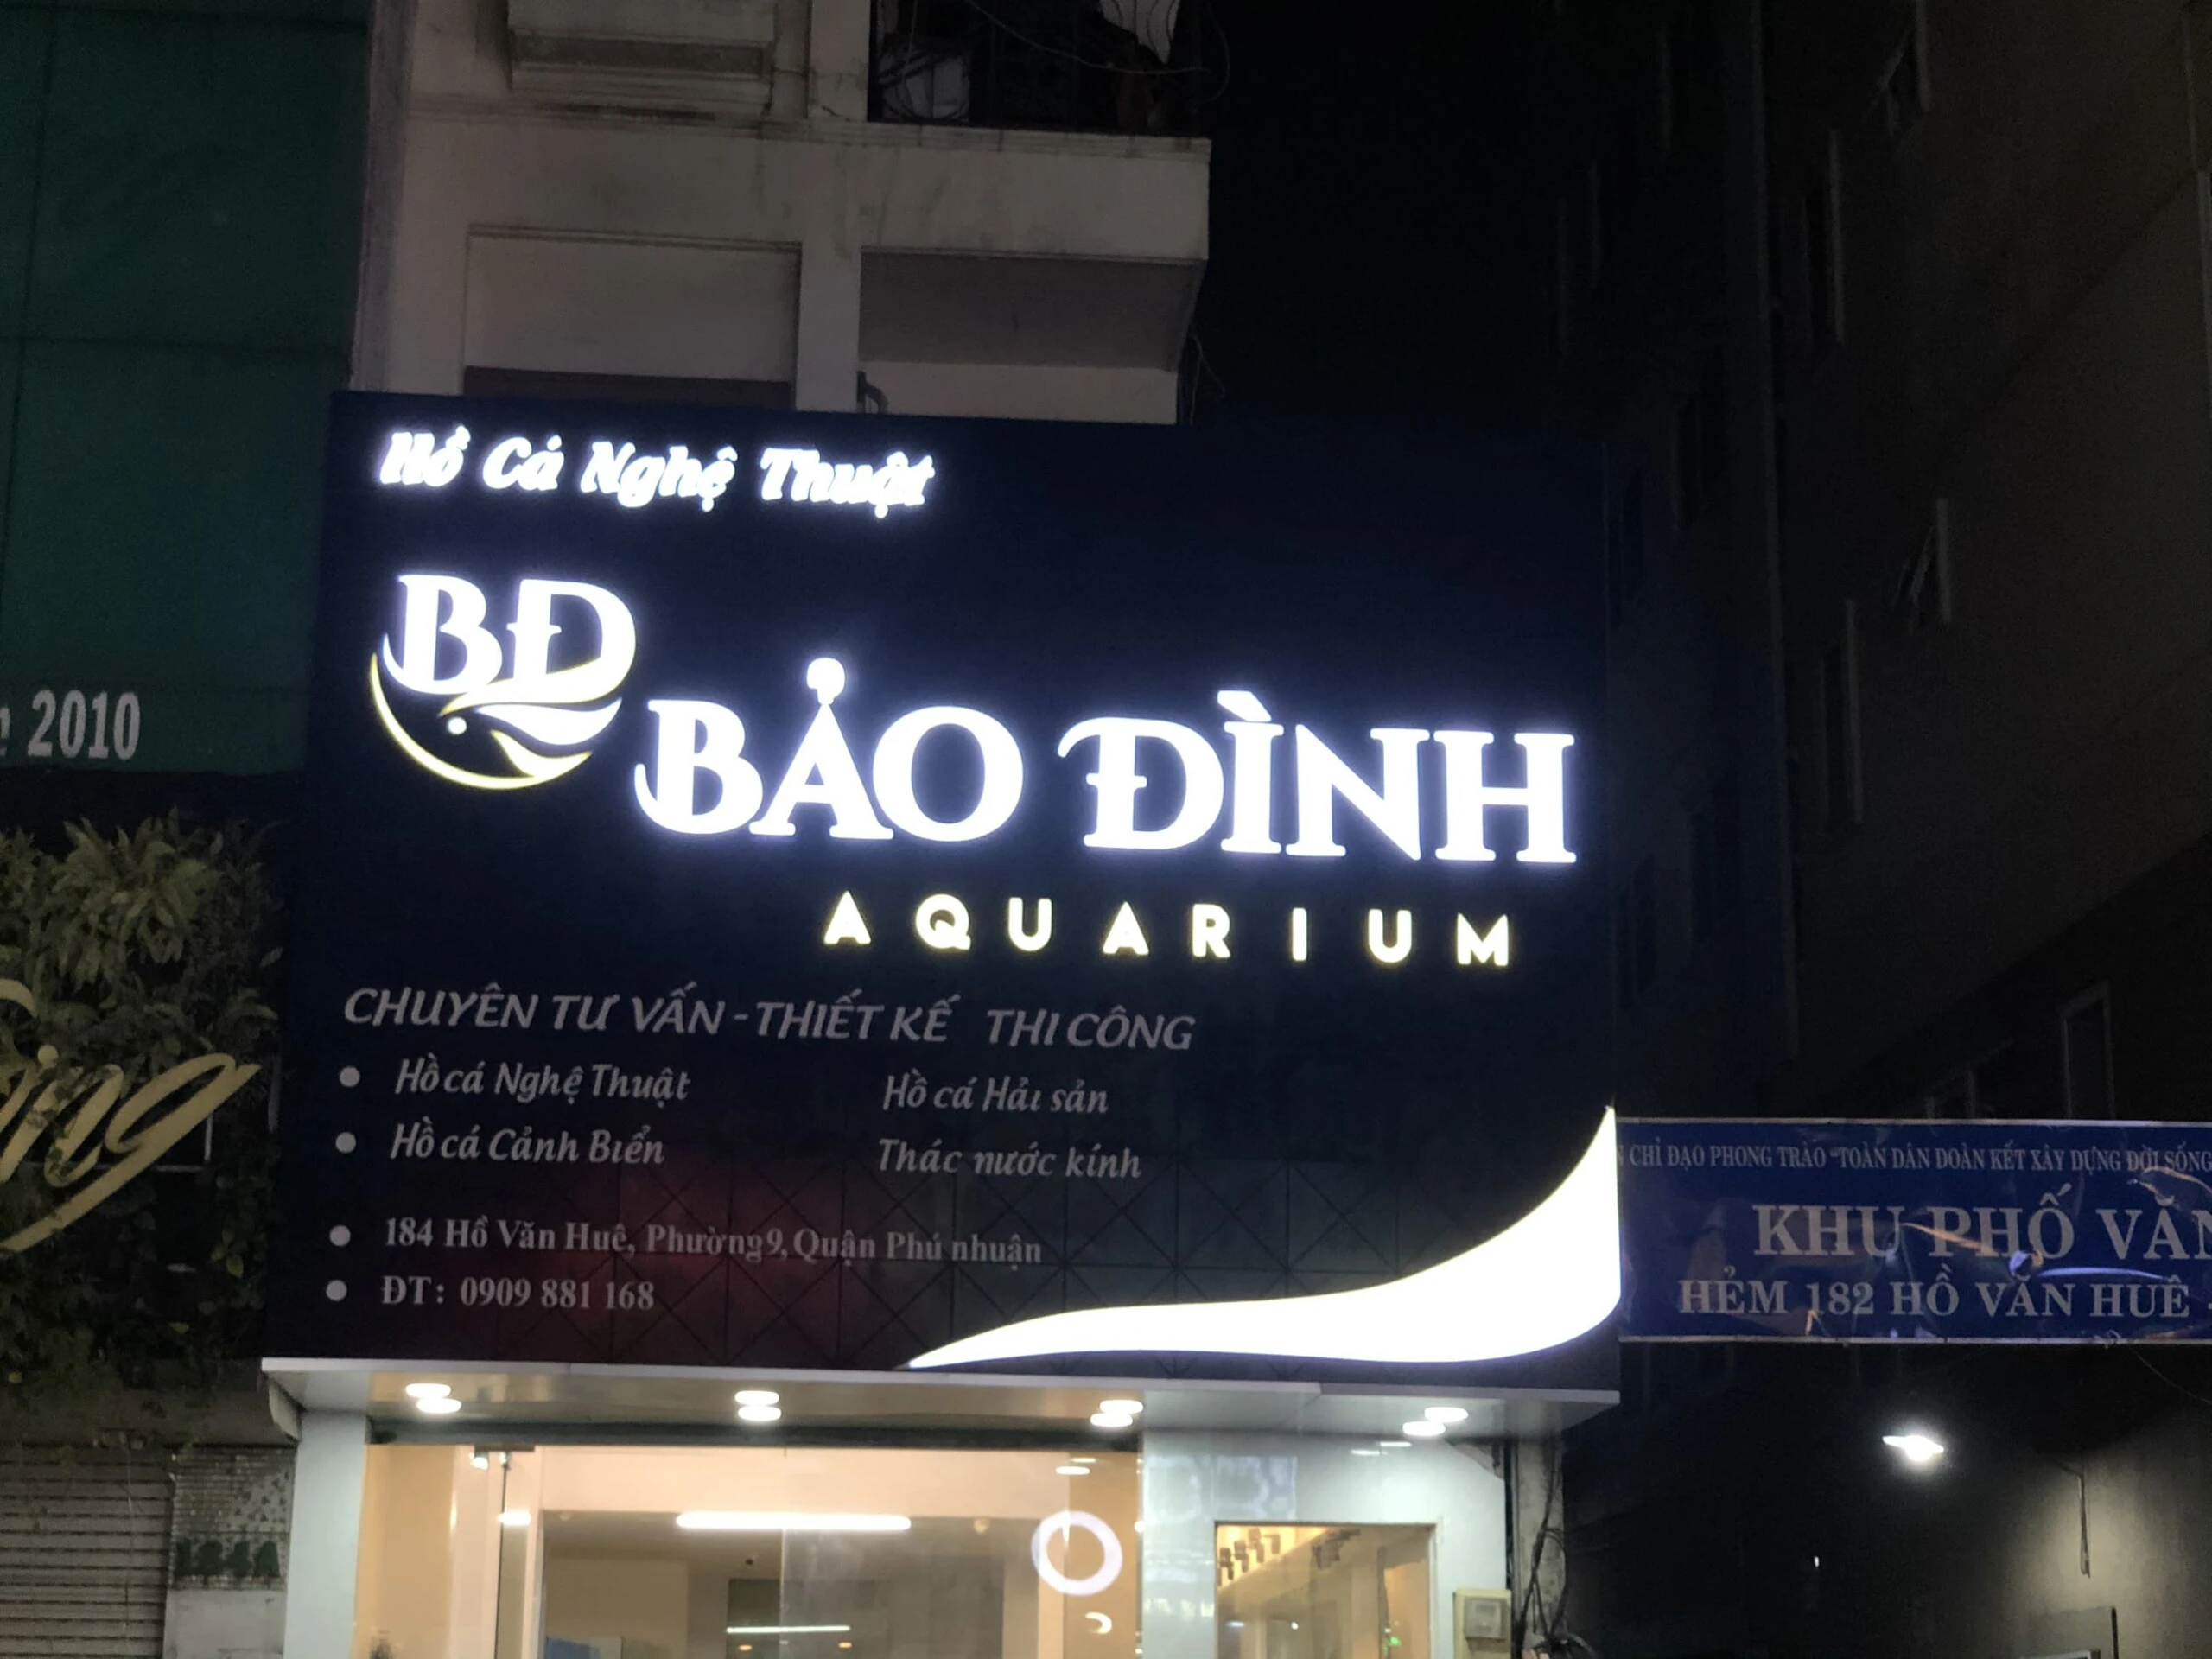 Hồ Cá Nghệ Thuật
BĐ
BẢO ĐÌNH
AQUARIUM
CHUYÊN TƯ VẤN - THIẾT KẾ THI CÔNG
Hồ cá Nghệ Thuật
Hồ cá Hải sản
Hồ cá Cảnh Biển
Thác nước kính
184 Hồ Văn Huê, Phường 9, Quận Phú nhuận
ĐT: 0909 881 168
2010
ing
184A
CHỈ ĐẠO PHONG TRÀO "TOÀN DÂN ĐOÀN KẾT XÂY DỰNG ĐỜI SỐNG
KHU PHỐ VĂN
HẺM 182 HỒ VĂN HUÊ